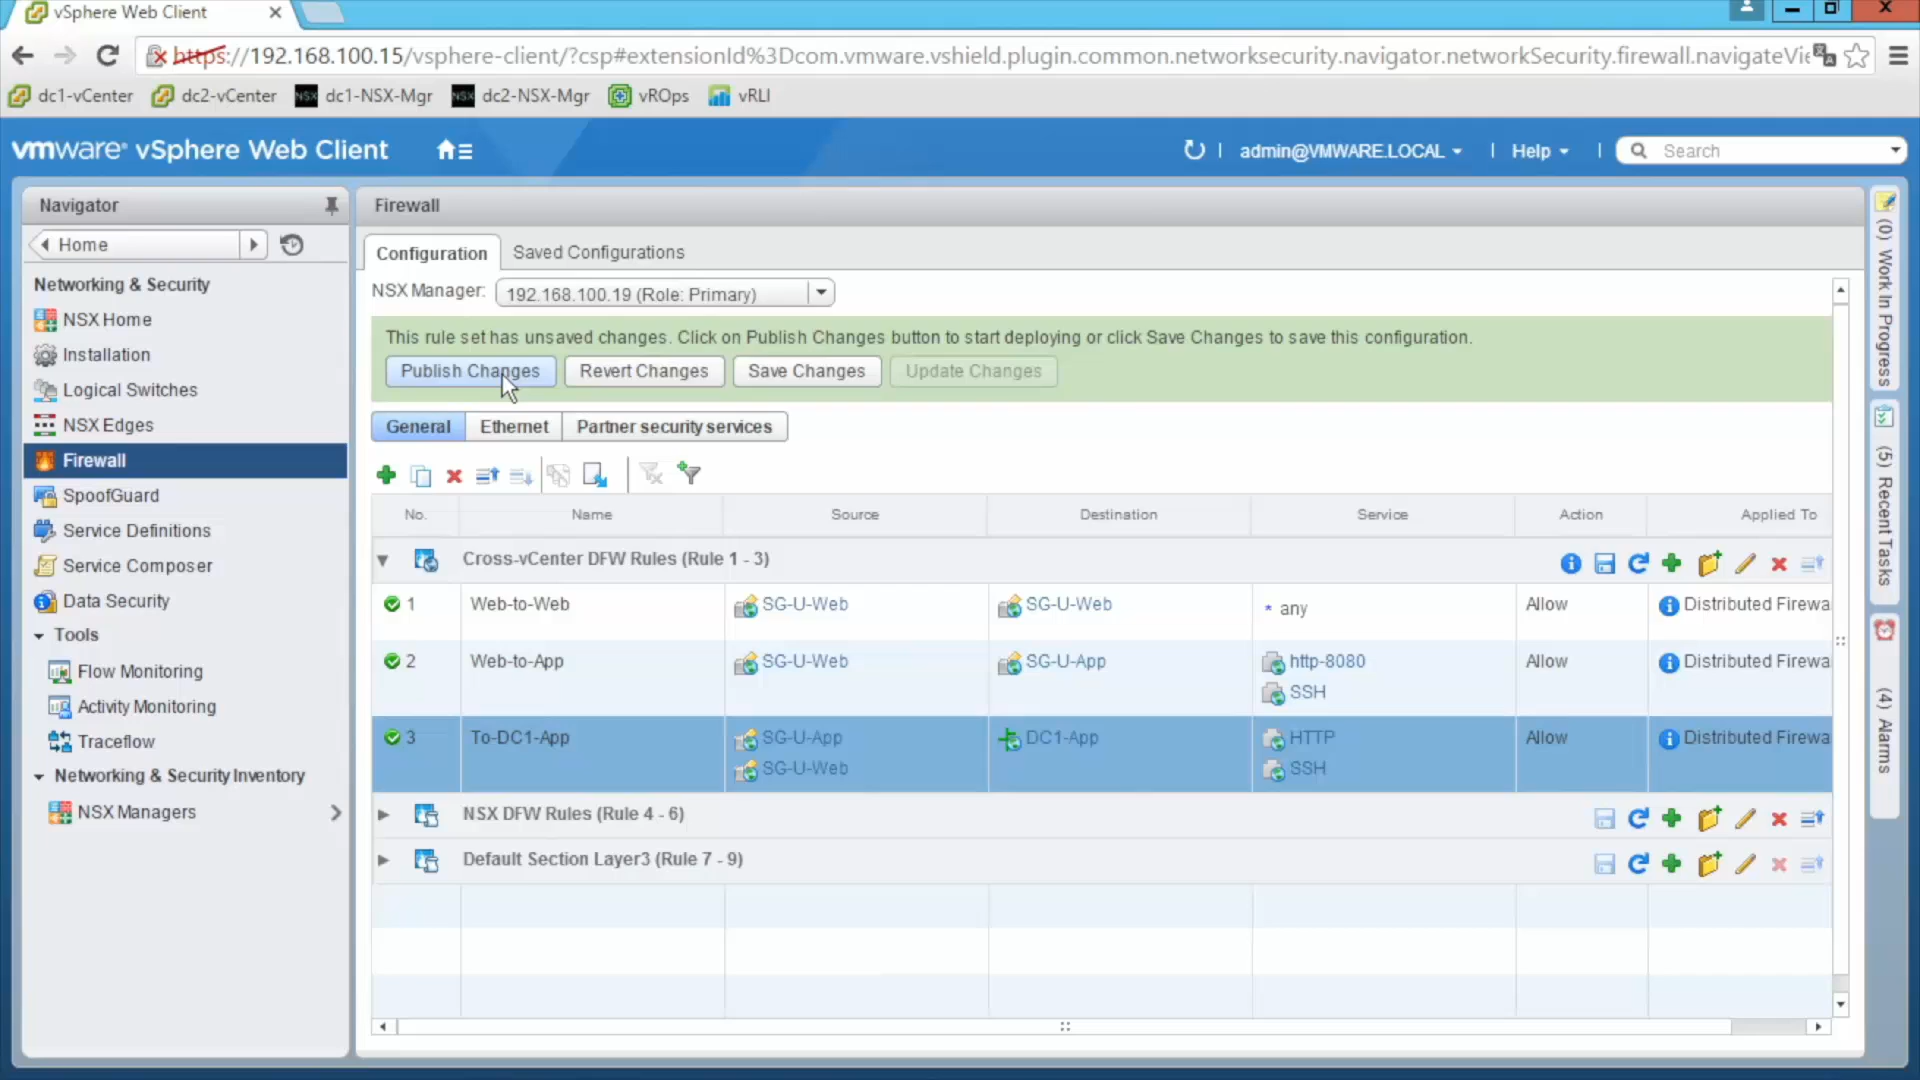 vSphere Web Client
https://192.168.100.15/vsphere-client/?csp#extensionId%3Dcom.vmware.vshield.plugin.common.networksecurity.navigator.networkSecurity.firewall.navigateVie
dc1-vCenter dc2-vCenter NSX dc1-NSX-Mgr NSX dc2-NSX-Mgr vROps vRLI
vmware® vSphere Web Client admin@VMWARE.LOCAL | Help | Search
Navigator
Home
Networking & Security
NSX Home
Installation
Logical Switches
NSX Edges
Firewall
SpoofGuard
Service Definitions
Service Composer
Data Security
Tools
Flow Monitoring
Activity Monitoring
Traceflow
Networking & Security Inventory
NSX Managers
Firewall
Configuration Saved Configurations
NSX Manager: 192.168.100.19 (Role: Primary)
This rule set has unsaved changes. Click on Publish Changes button to start deploying or click Save Changes to save this configuration.
Publish Changes Revert Changes Save Changes Update Changes
General Ethernet Partner security services
No. Name Source Destination Service Action Applied To
Cross-vCenter DFW Rules (Rule 1 - 3)
1 Web-to-Web SG-U-Web SG-U-Web * any Allow Distributed Firewa
2 Web-to-App SG-U-Web SG-U-App http-8080 Allow Distributed Firewa
SSH
3 To-DC1-App SG-U-App DC1-App HTTP Allow Distributed Firewa
SG-U-Web SSH
NSX DFW Rules (Rule 4 - 6)
Default Section Layer3 (Rule 7 - 9)
(0) Work In Progress
(5) Recent Tasks
(4) Alarms